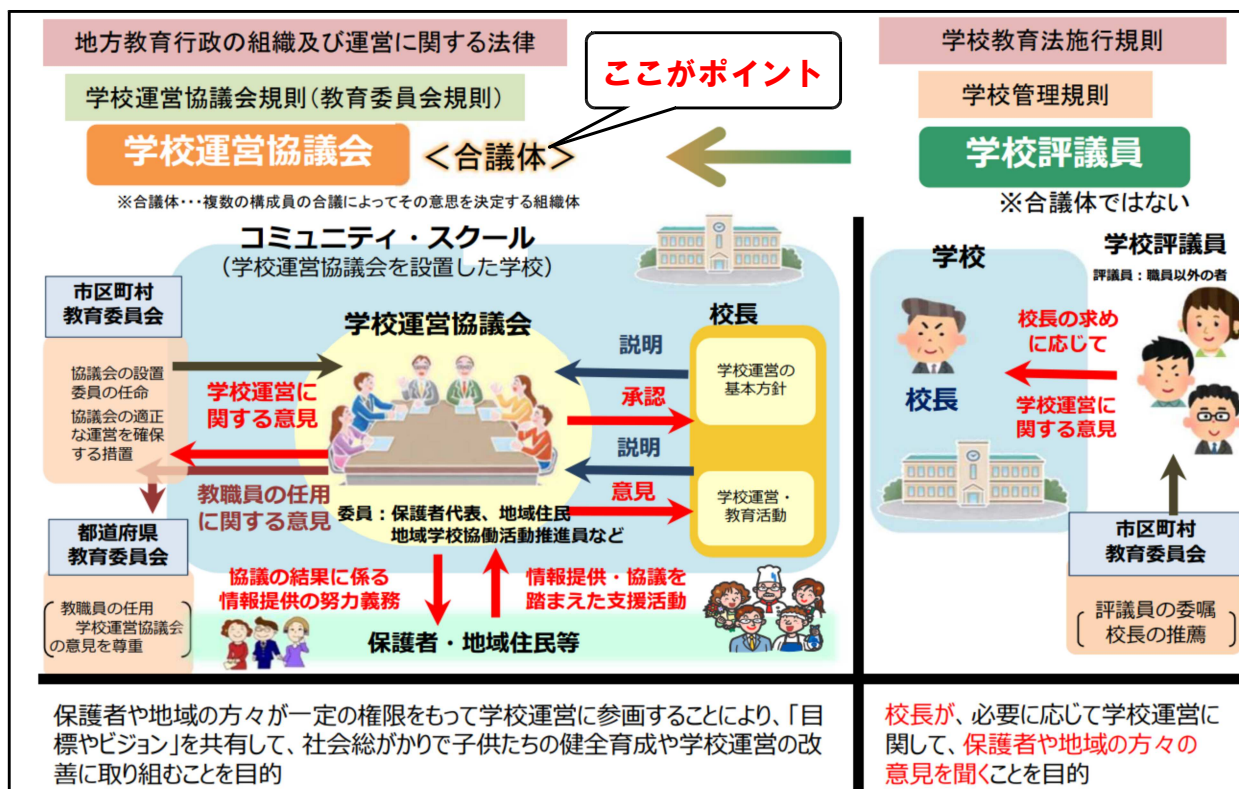 地方教育行政の組織及び運営に関する法律
学校運営協議会規則(教育委員会規則)
ここがポイント
学校運営協議会
<合議体>
※合議体・・・複数の構成員の合議によってその意思を決定する組織体
コミュニティ・スクール
(学校運営協議会を設置した学校)
市区町村
教育委員会
協議会の設置
委員の任命
協議会の適正
な運営を確保
する措置
都道府県
教育委員会
教職員の任用
学校運営協議会
の意見を尊重
学校運営協議会
学校運営に
関する意見
教職員の任用
に関する意見
委員:保護者代表、地域住民
地域学校協働活動推進員など
校長
説明
承認
学校運営の
基本方針
説明
意見
学校運営・
教育活動
協議の結果に係る
情報提供の努力義務
情報提供・協議を
踏まえた支援活動
保護者・地域住民等
保護者や地域の方々が一定の権限をもって学校運営に参画することにより、「目
標やビジョン」を共有して、社会総がかりで子供たちの健全育成や学校運営の改
善に取り組むことを目的
学校教育法施行規則
学校管理規則
学校評議員
※合議体ではない
学校
校長
学校評議員
評議員:職員以外の者
校長の求め
に応じて
学校運営に
関する意見
市区町村
教育委員会
評議員の委嘱
校長の推薦
校長が、必要に応じて学校運営に
関して、保護者や地域の方々の
意見を聞くことを目的